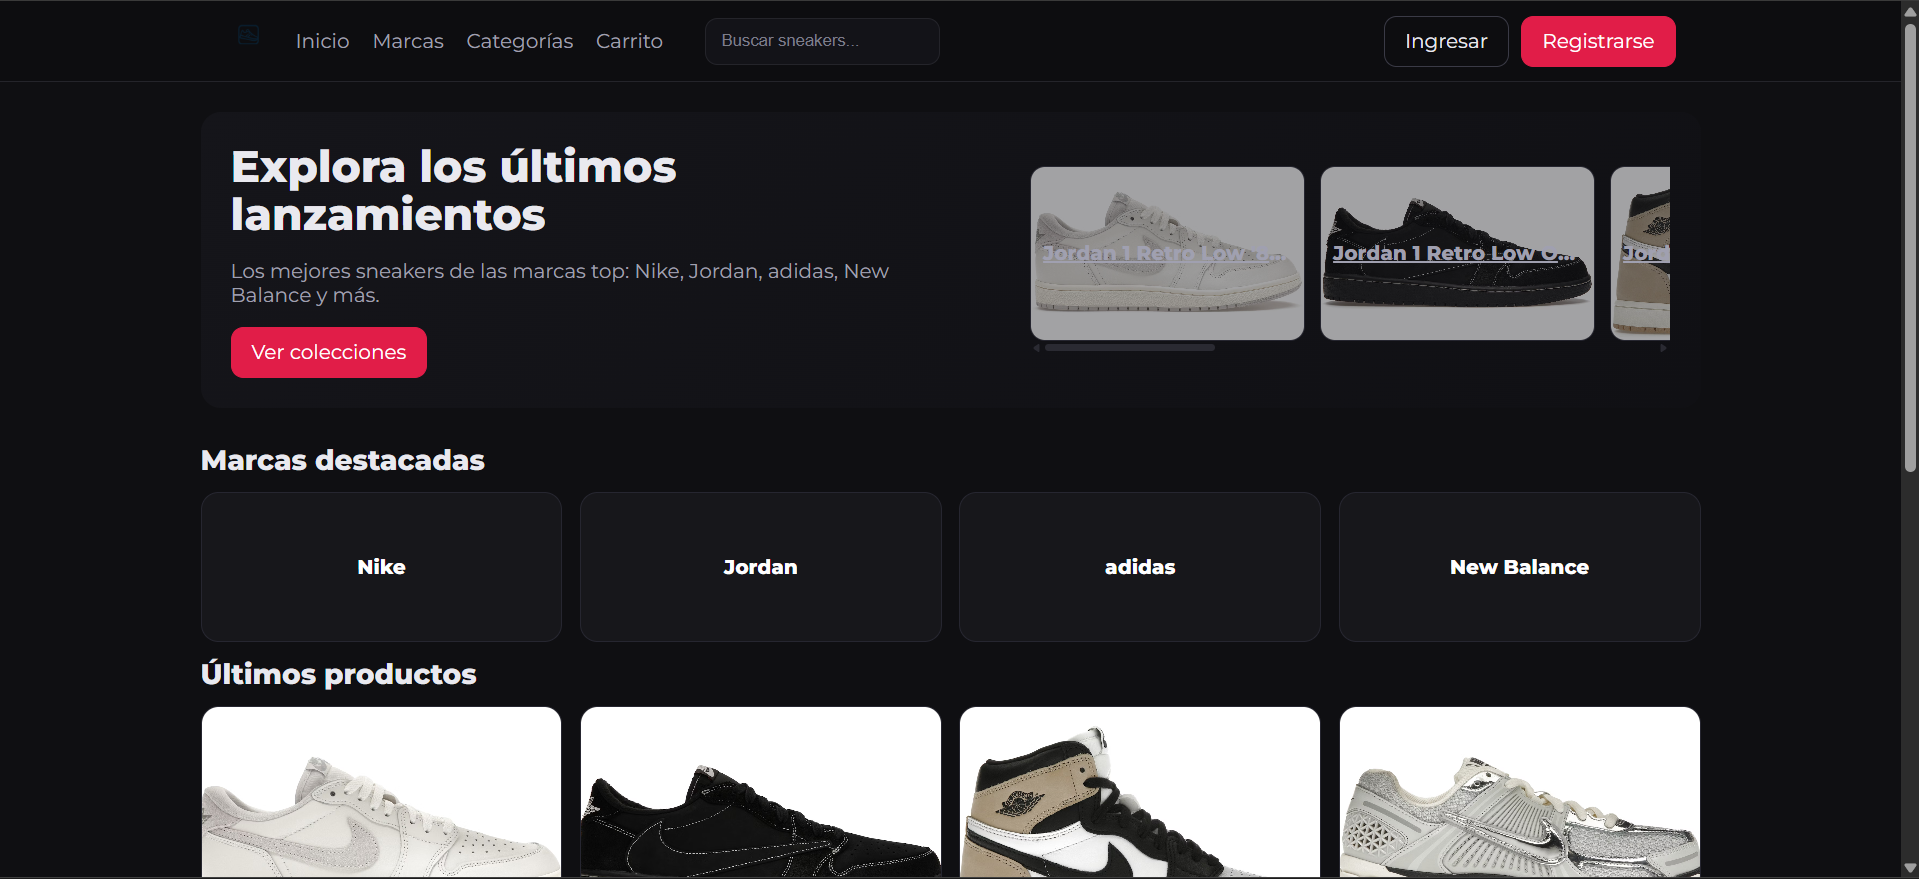 Inicio
Marcas
Categorías
Carrito
Buscar sneakers...
Ingresar
Registrarse
Explora los últimos
lanzamientos
Los mejores sneakers de las marcas top: Nike, Jordan, adidas, New
Balance y más.
Ver colecciones
Jordan 1 Retro Low
Jordan 1 Retro Low O...
Marcas destacadas
Nike
Jordan
adidas
New Balance
Últimos productos